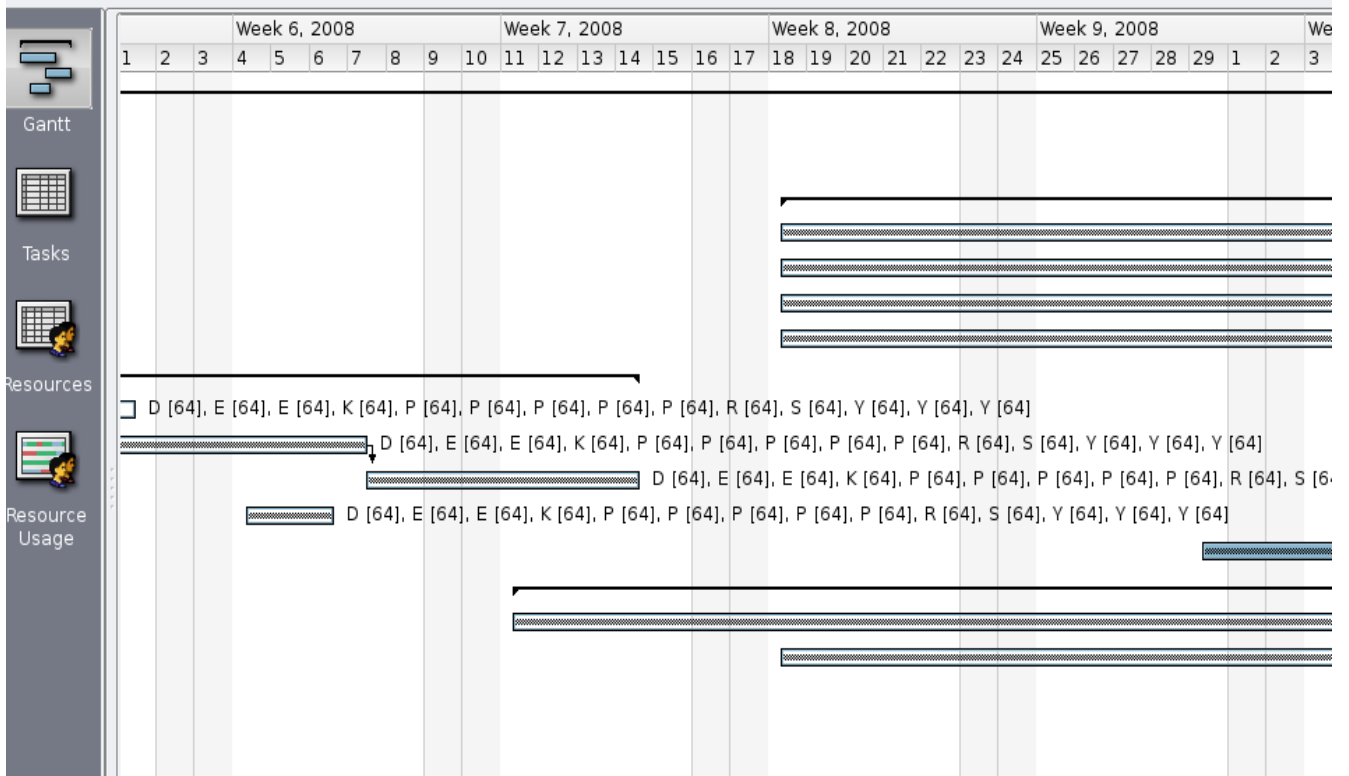 Week 6, 2008 Week 7, 2008 Week 8, 2008 Week 9, 2008 We
1 2 3 4 5 6 7 8 9 10 11 12 13 14 15 16 17 18 19 20 21 22 23 24 25 26 27 28 29 1 2 3
Gantt
Tasks
Resources
D [64], E [64], E [64], K [64], P [64], P [64], P [64], P [64], P [64], R [64], S [64], Y [64], Y [64], Y [64]
D [64], E [64], E [64], K [64], P [64], P [64], P [64], P [64], P [64], R [64], S [64], Y [64], Y [64], Y [64]
D [64], E [64], E [64], K [64], P [64], P [64], P [64], P [64], P [64], R [64], S [6
D [64], E [64], E [64], K [64], P [64], P [64], P [64], P [64], P [64], R [64], S [64], Y [64], Y [64], Y [64]
Resource
Usage